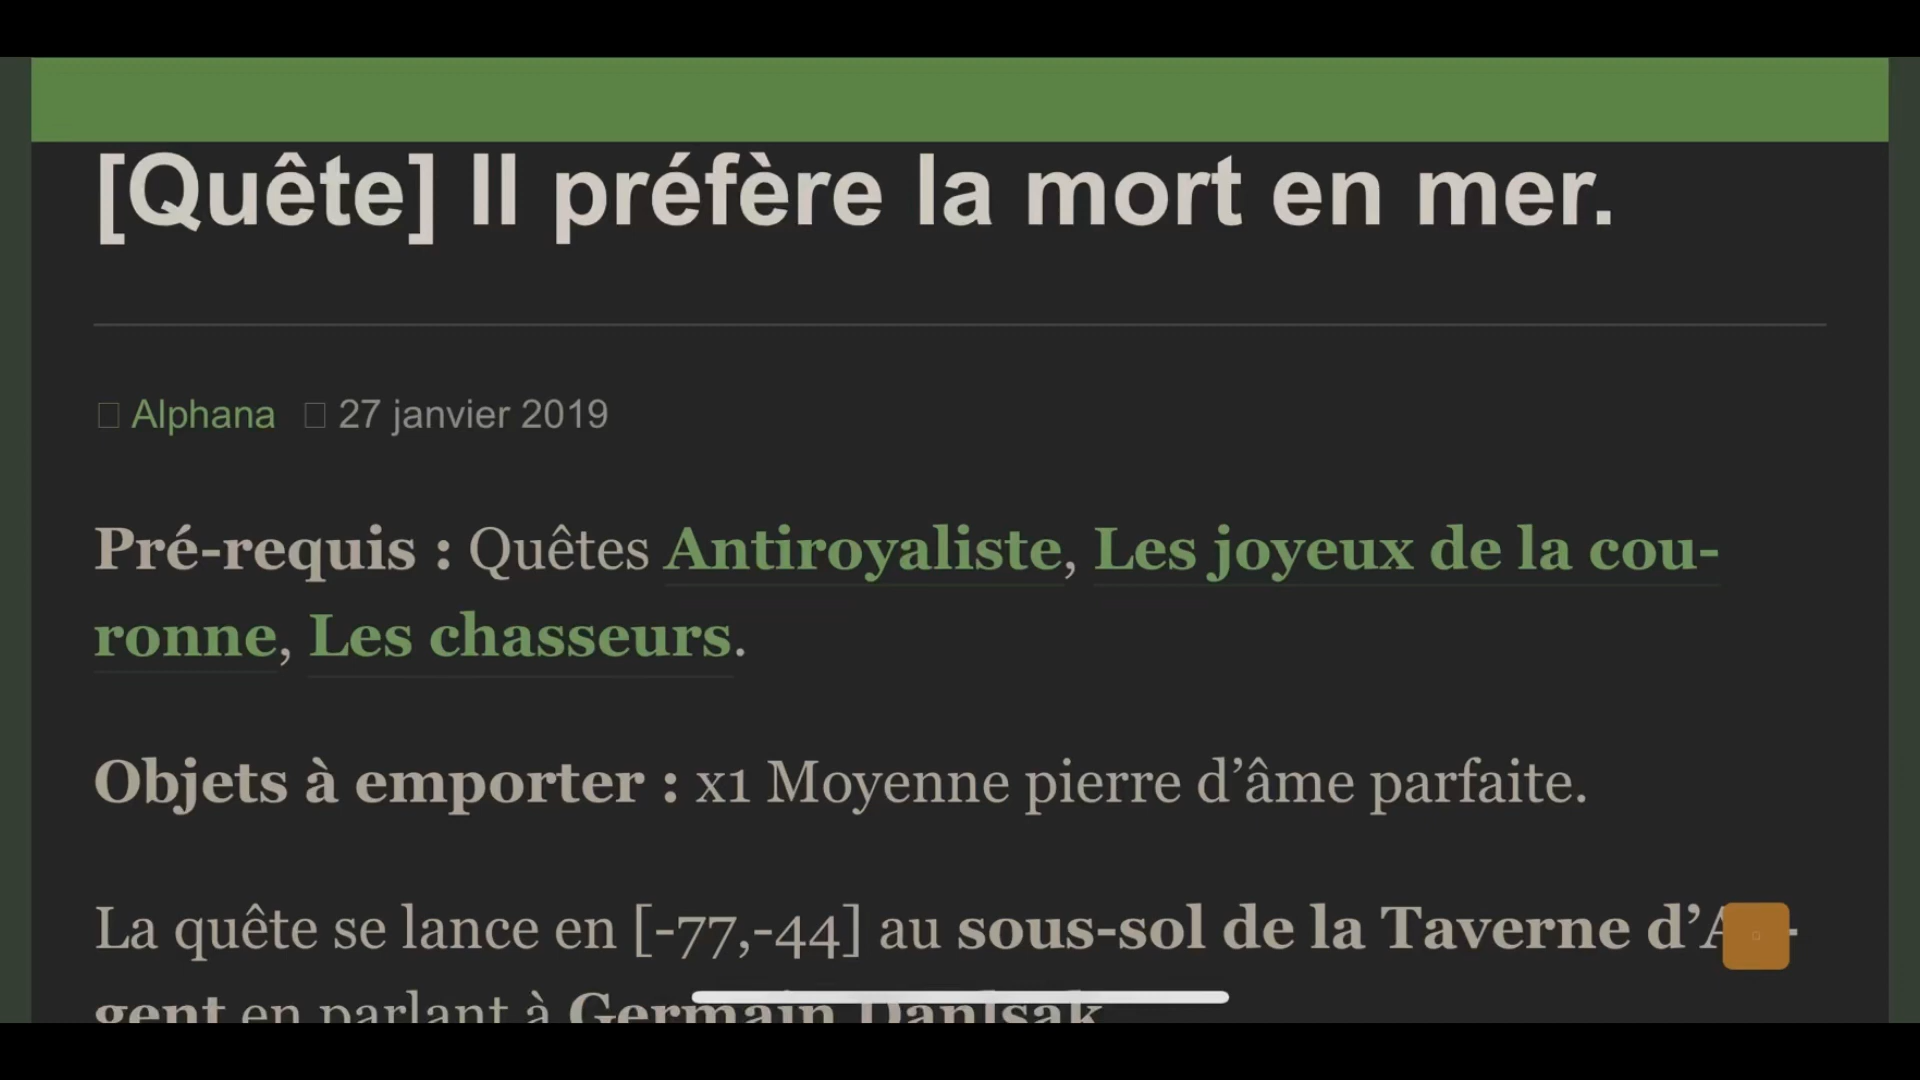 [Quête] Il préfère la mort en mer.
Alphana 27 janvier 2019
Pré-requis : Quêtes Antiroyaliste, Les joyeux de la cou-
ronne, Les chasseurs.
Objets à emporter : x1 Moyenne pierre d’âme parfaite.
La quête se lance en [-77,-44] au sous-sol de la Taverne d’A-
gent en parlant à Germain